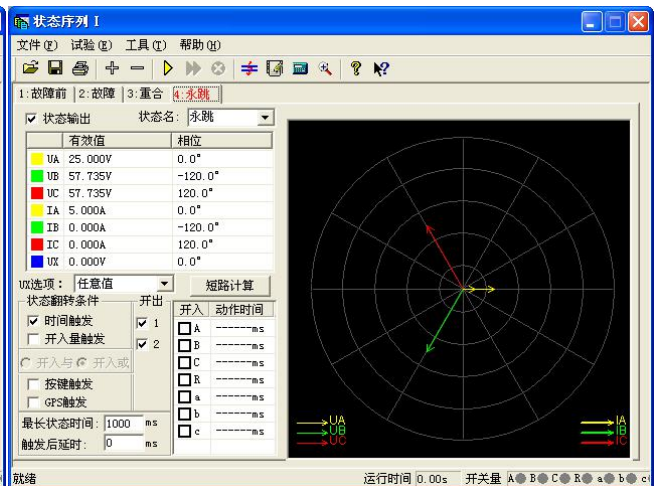 状态序列 I
文件(F) 试验(E) 工具(T) 帮助(H)
1:故障前 2:故障 3:重合 4:永跳
状态输出 状态名: 永跳
有效值 相位
UA 25.000V 0.0°
UB 57.735V -120.0°
UC 57.735V 120.0°
IA 5.000A 0.0°
IB 0.000A -120.0°
IC 0.000A 120.0°
UX 0.000V 0.0°
UX选项: 任意值 短路计算
状态翻转条件 开出 开入 动作时间
时间触发 1 A ------ms
开入量触发 2 B ------ms
开入与 开入或 C ------ms
按键触发 R ------ms
GPS触发 a ------ms
最长状态时间: 1000 ms b ------ms
触发后延时: 0 ms c ------ms
UA IA
UB IB
UC IC
就绪 运行时间 0.00s 开关量 A B C R a b c